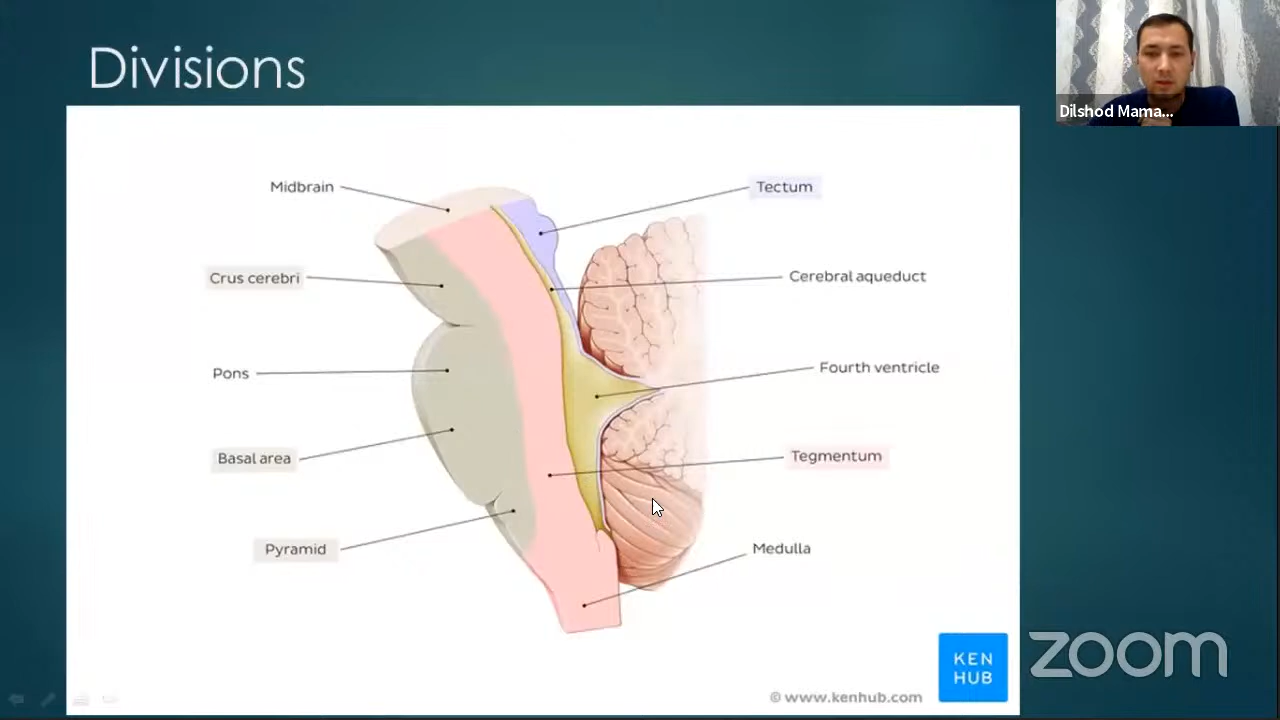 Divisions
Dilshod Mama...
Midbrain
Tectum
Crus cerebri
Cerebral aqueduct
Pons
Fourth ventricle
Basal area
Tegmentum
Pyramid
Medulla
KEN
HUB
© www.kenhub.com
zoom